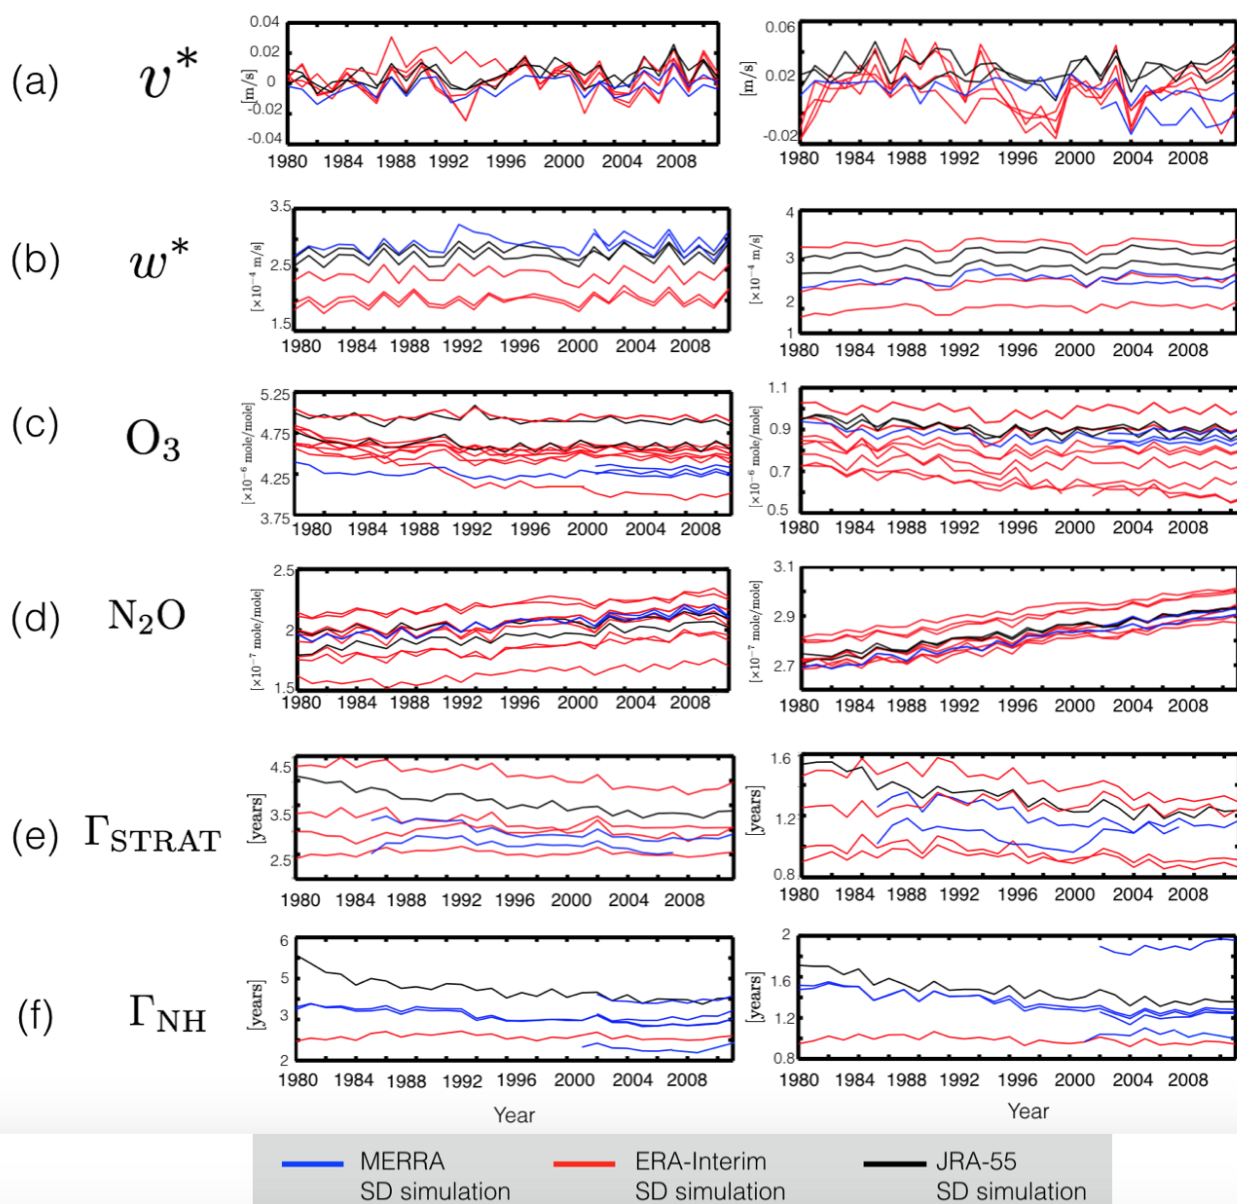 (a) v*
0.04 0.02 0 -0.02 -0.04
[m/s]
1980 1984 1988 1992 1996 2000 2004 2008
0.06 0.02 -0.02
[m/s]
1980 1984 1988 1992 1996 2000 2004 2008
(b) w*
3.5 2.5 1.5
[×10⁻⁴ m/s]
1980 1984 1988 1992 1996 2000 2004 2008
4 3 2 1
[×10⁻⁴ m/s]
1980 1984 1988 1992 1996 2000 2004 2008
(c) O₃
5.25 4.75 4.25 3.75
[×10⁻⁶ mole/mole]
1980 1984 1988 1992 1996 2000 2004 2008
1.1 0.9 0.7 0.5
[×10⁻⁶ mole/mole]
1980 1984 1988 1992 1996 2000 2004 2008
(d) N₂O
2.5 2 1.5
[×10⁻⁷ mole/mole]
1980 1984 1988 1992 1996 2000 2004 2008
3.1 2.9 2.7
[×10⁻⁷ mole/mole]
1980 1984 1988 1992 1996 2000 2004 2008
(e) Γ_STRAT
4.5 3.5 2.5
[years]
1980 1984 1988 1992 1996 2000 2004 2008
1.6 1.2 0.8
[years]
1980 1984 1988 1992 1996 2000 2004 2008
(f) Γ_NH
6 5 3 2
[years]
1980 1984 1988 1992 1996 2000 2004 2008
Year
2 1.6 1.2 0.8
[years]
1980 1984 1988 1992 1996 2000 2004 2008
Year
MERRA
SD simulation
ERA-Interim
SD simulation
JRA-55
SD simulation